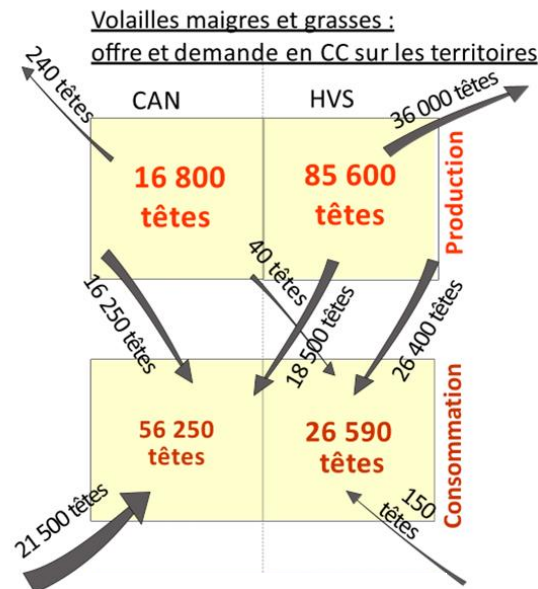 Volailles maigres et grasses :
offre et demande en CC sur les territoires
240 têtes
CAN
HVS
36 000 têtes
16 800
têtes
85 600
têtes
Production
40 têtes
16 250 têtes
18 500 têtes
26 400 têtes
56 250
têtes
26 590
têtes
Consommation
21 500 têtes
150
têtes